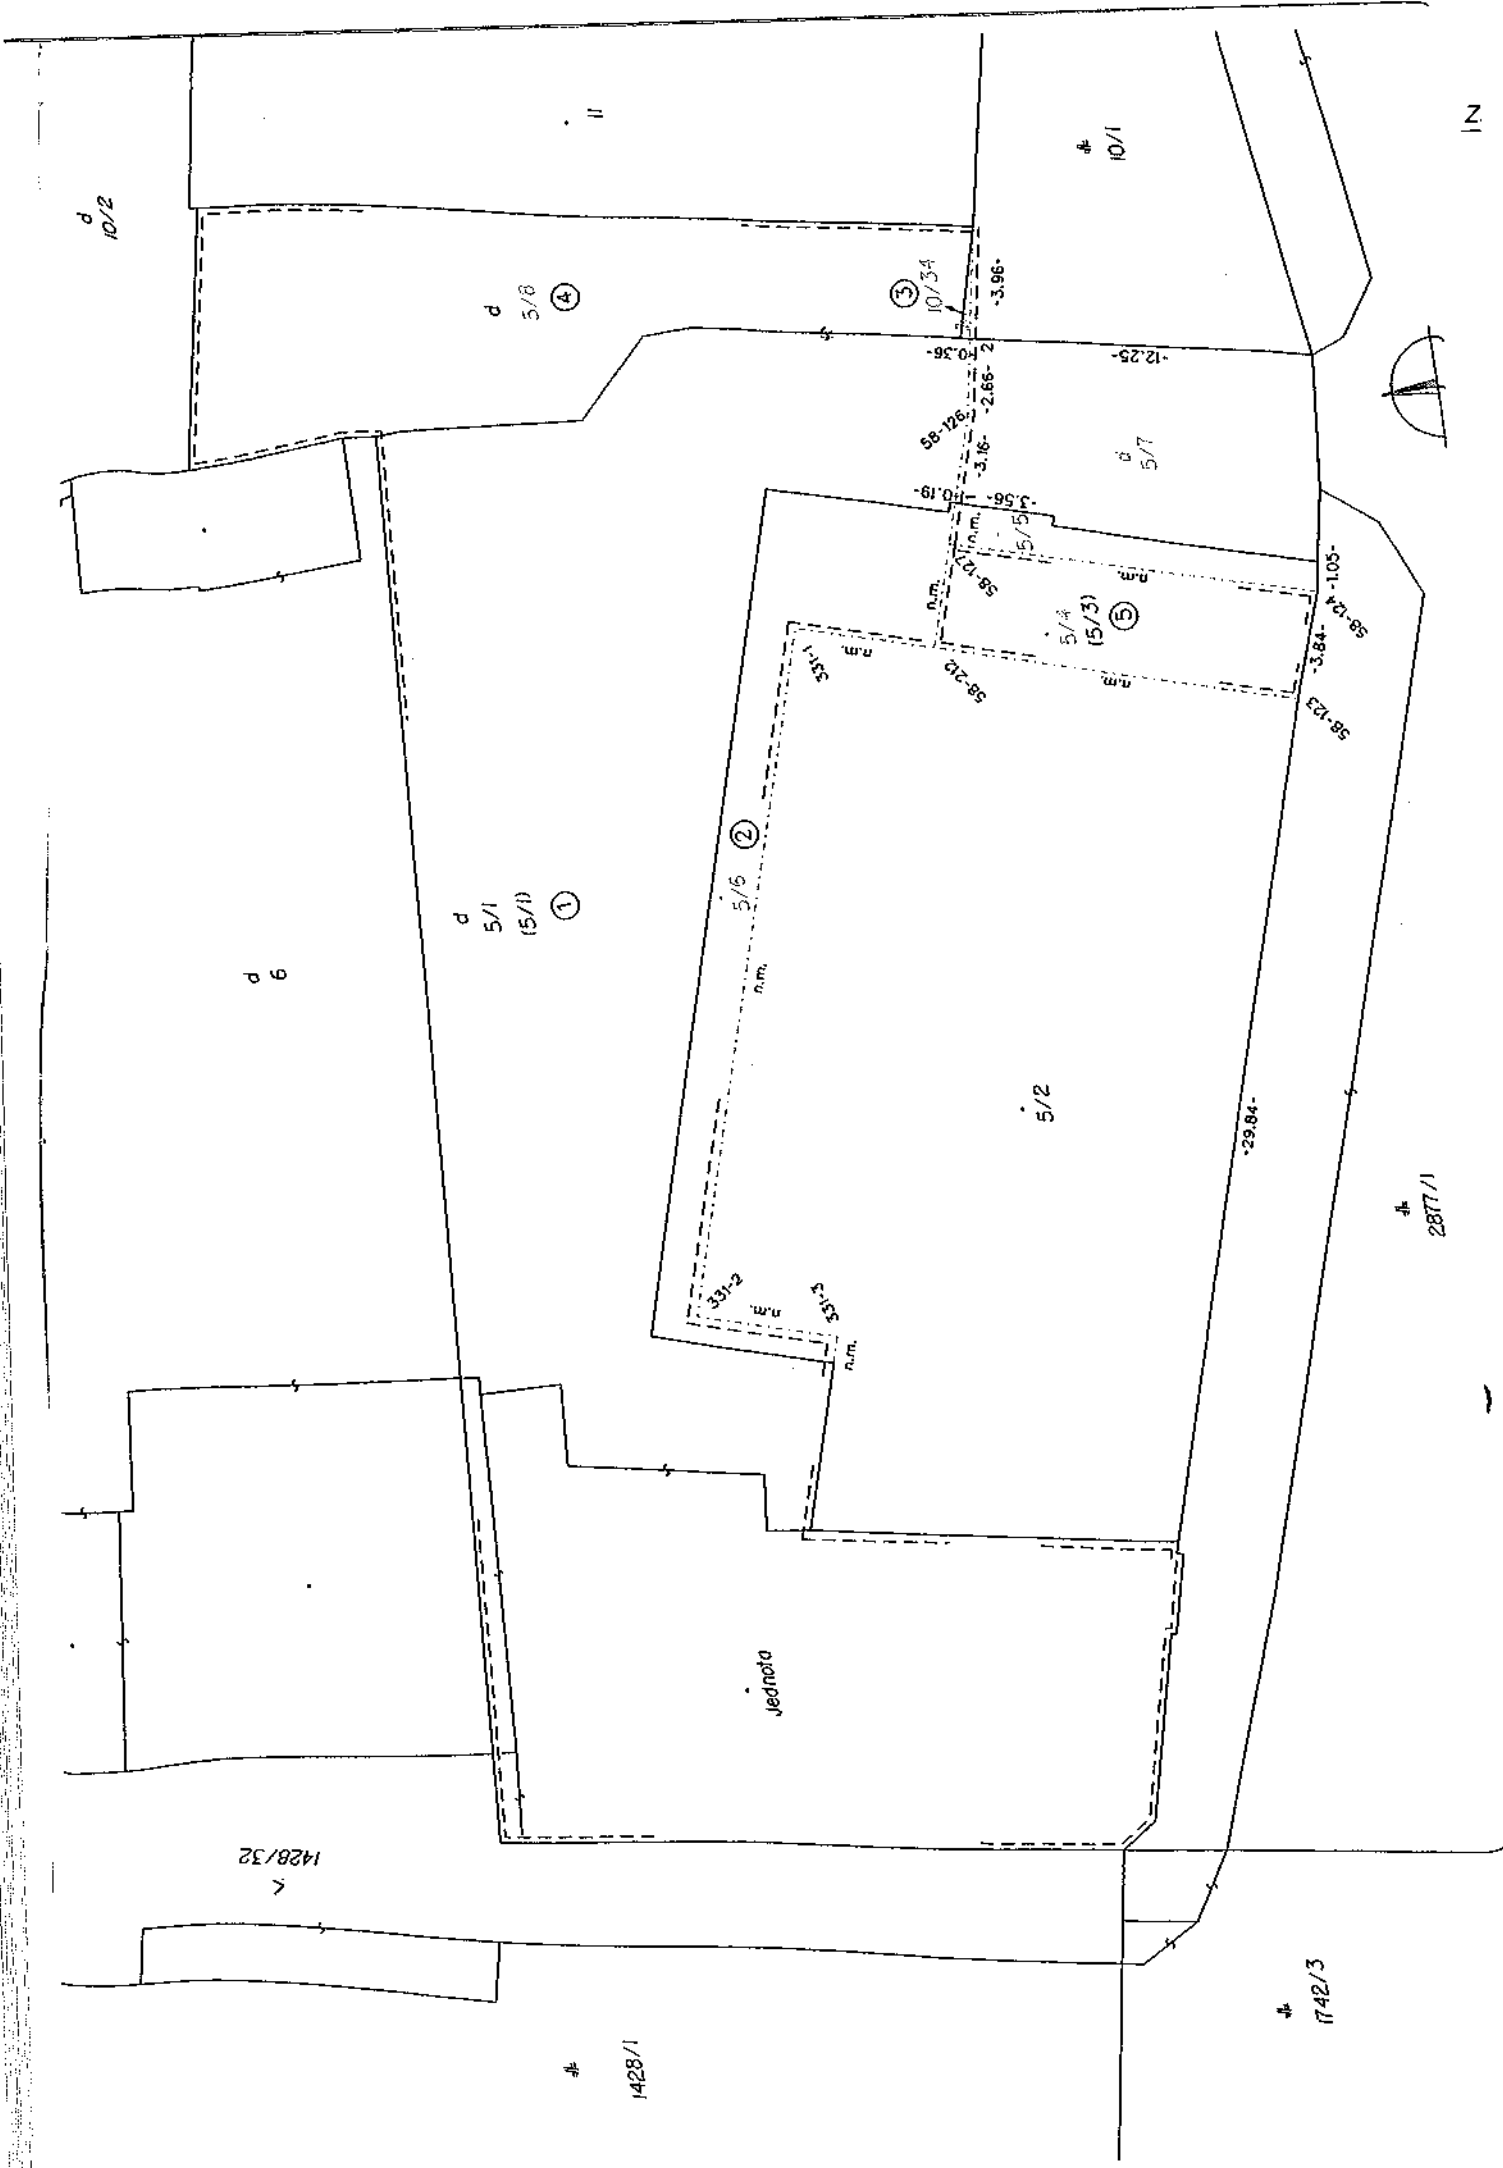 11
d
10/2
10/1
Z
d
5/8
4
3
10/34
-3.96-
-0.36-
2
-12.25-
-2.66-
58-126
-3.16-
-0.19-
1
-3.56-
n.m.
5/5
d
5/7
58-127
n.m.
n.m.
5/4
(5/3)
5
-1.05-
58-124
-3.84-
58-123
n.m.
58-212
n.m.
331-1
2
5/6
n.m.
d
5/1
(5/1)
1
d
6
5/2
-29.84-
2877/1
331-2
n.m.
331-3
n.m.
Jednota
1428/32
1428/1
1742/3